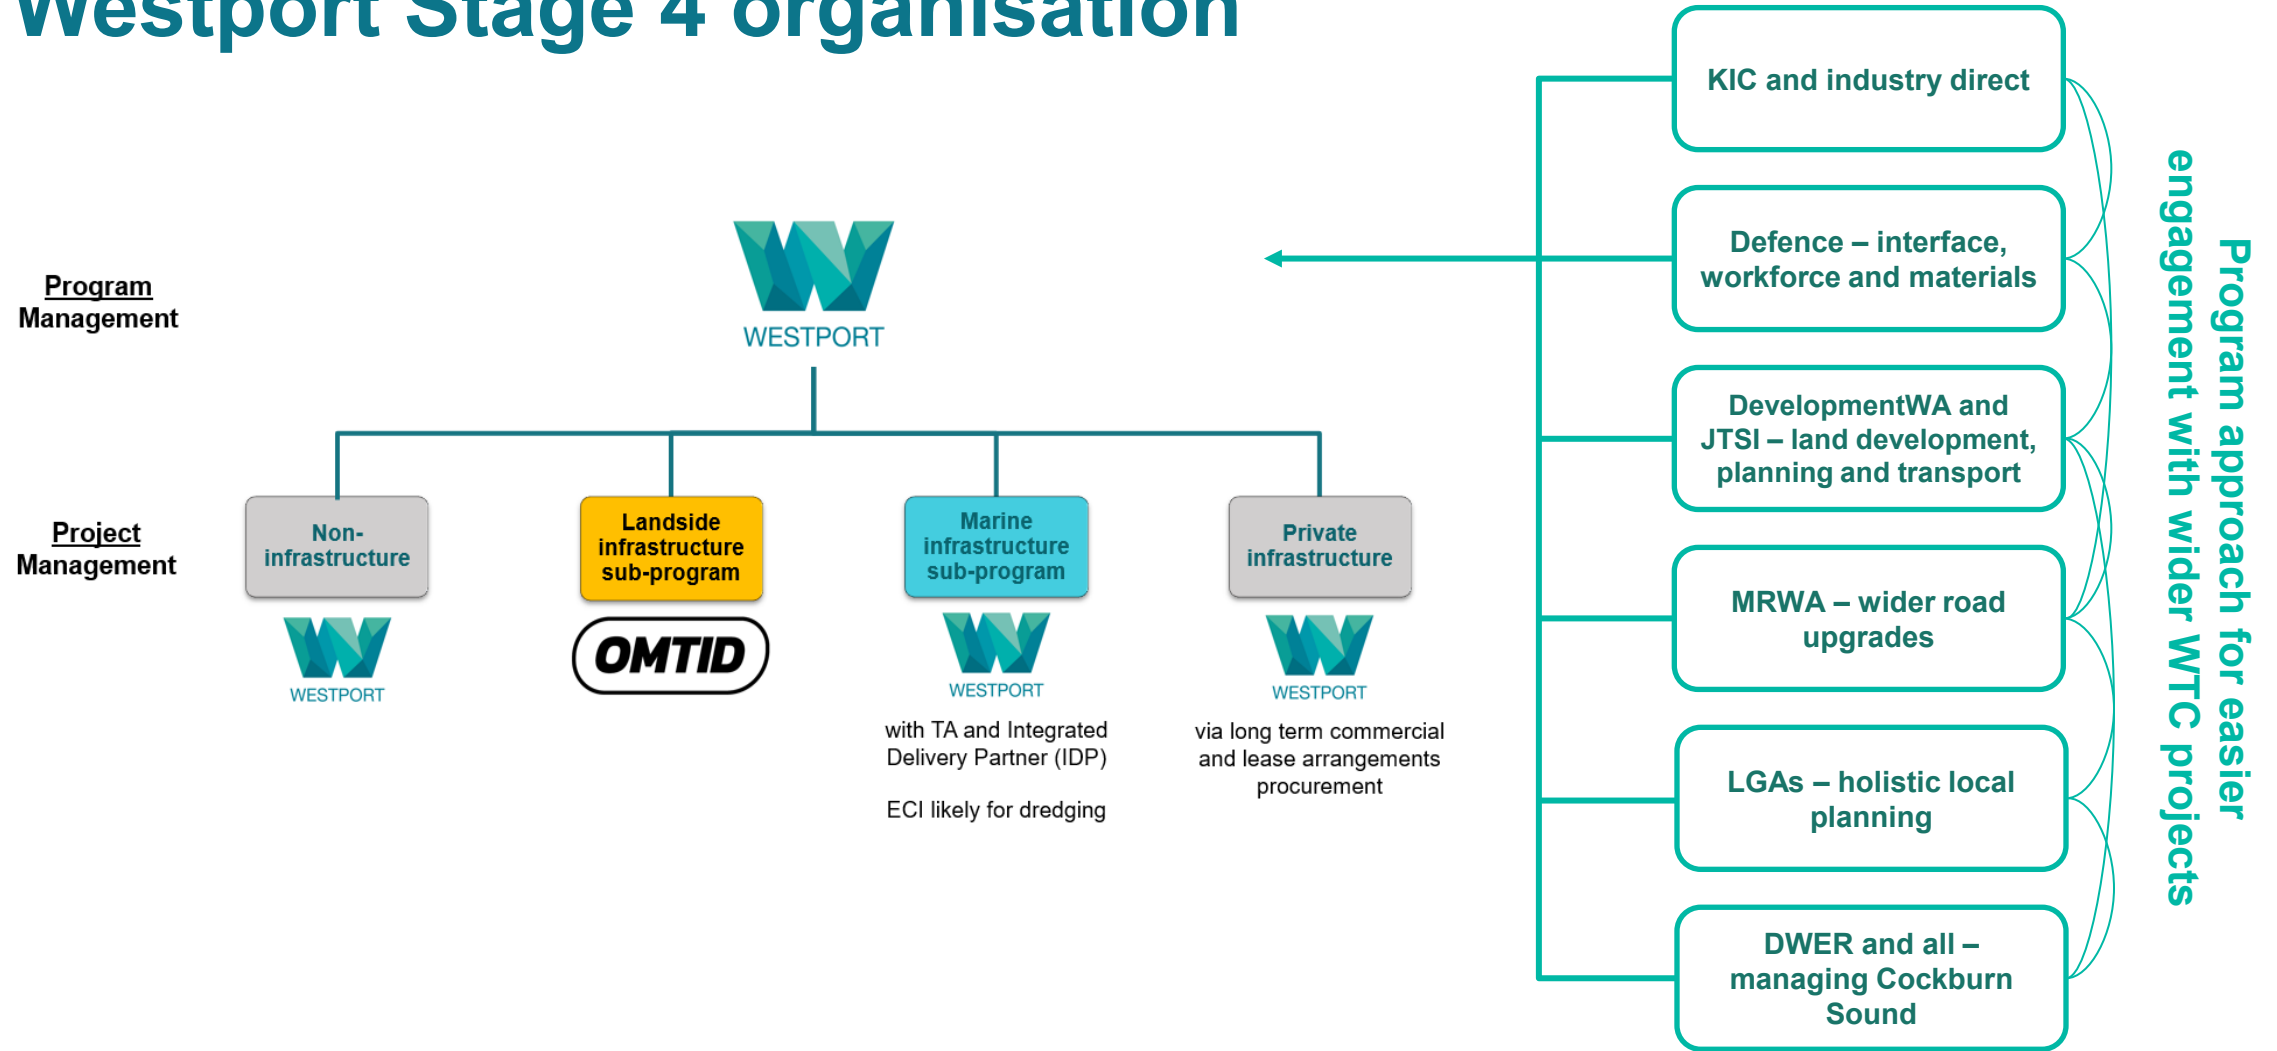 Westport Stage 4 organisation
Program
Management
WESTPORT
Project
Management
Non-
infrastructure
WESTPORT
Landside
infrastructure
sub-program
OMTID
Marine
infrastructure
sub-program
WESTPORT
with TA and Integrated
Delivery Partner (IDP)
ECI likely for dredging
Private
infrastructure
WESTPORT
via long term commercial
and lease arrangements
procurement
KIC and industry direct
Defence – interface,
workforce and materials
DevelopmentWA and
JTSI – land development,
planning and transport
MRWA – wider road
upgrades
LGAs – holistic local
planning
DWER and all –
managing Cockburn
Sound
Program approach for easier
engagement with wider WTC projects